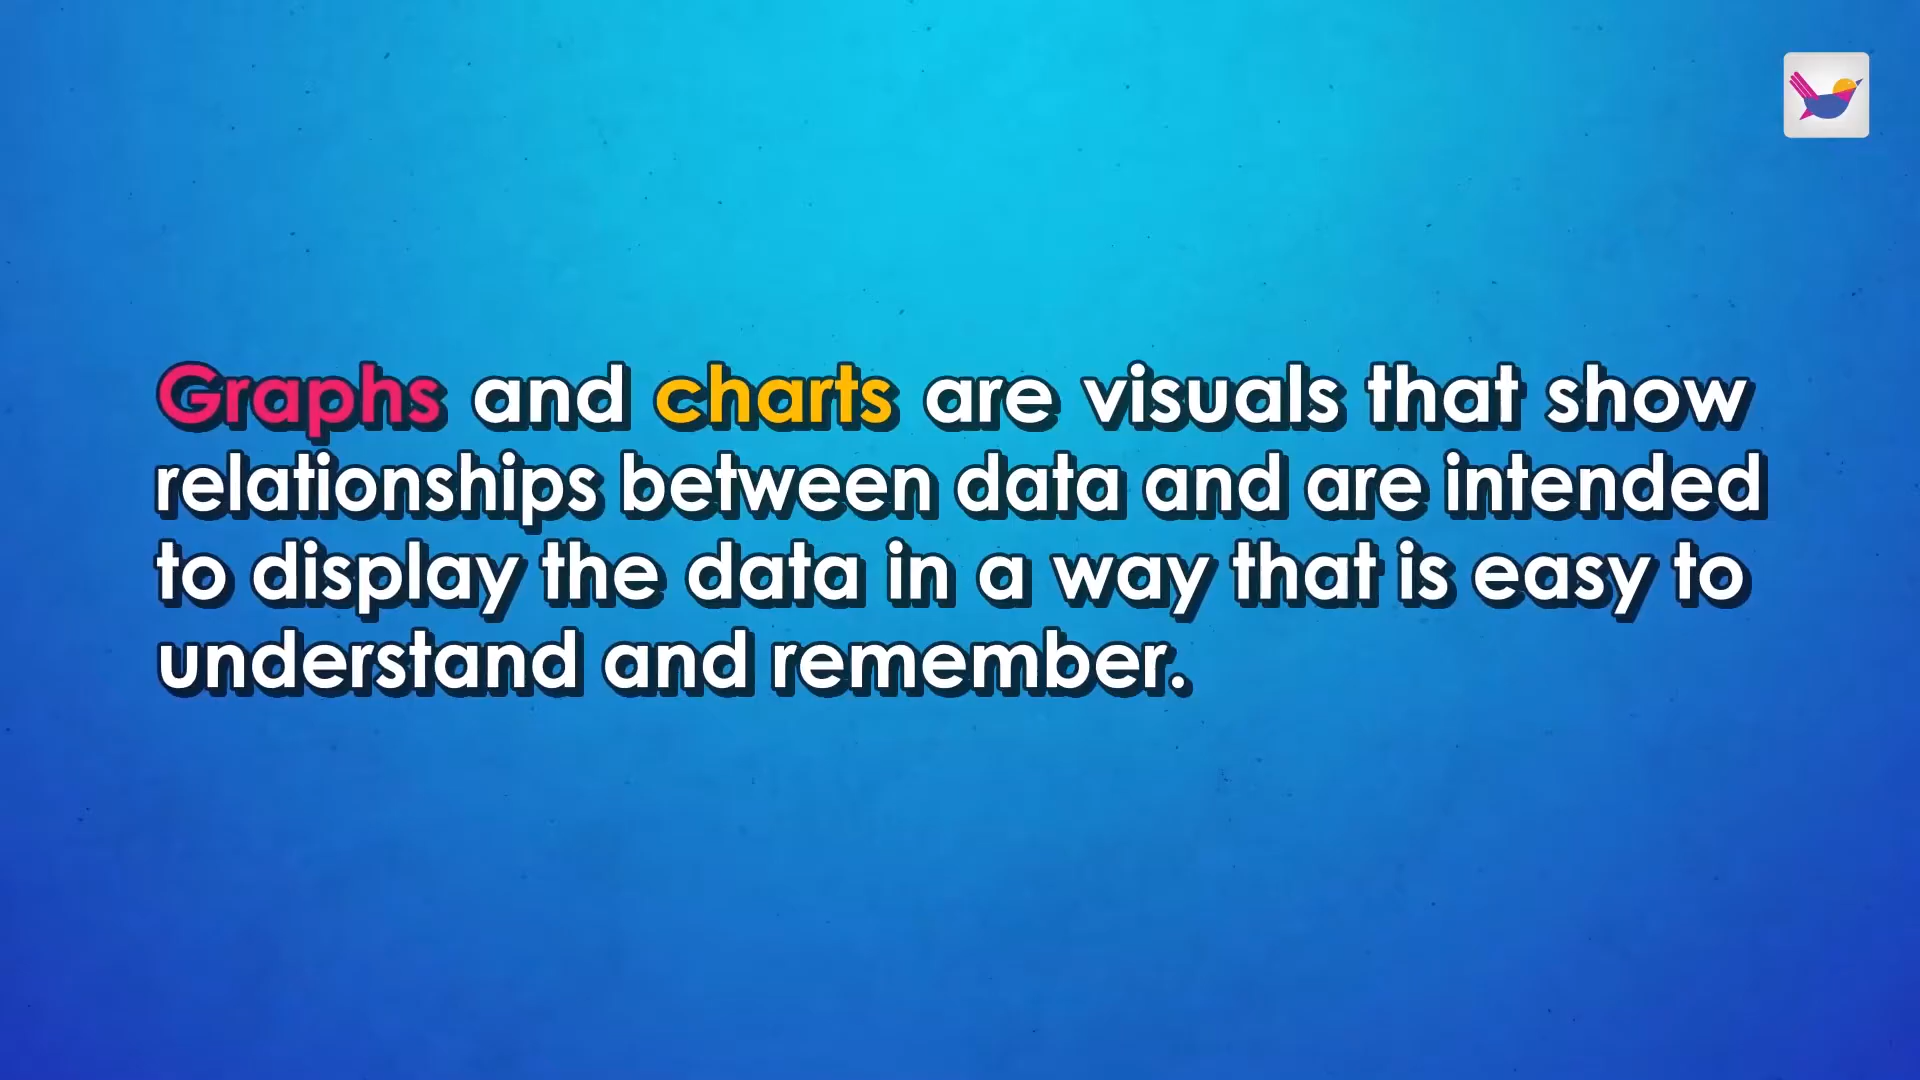 Graphs and charts are visuals that show
relationships between data and are intended
to display the data in a way that is easy to
understand and remember.